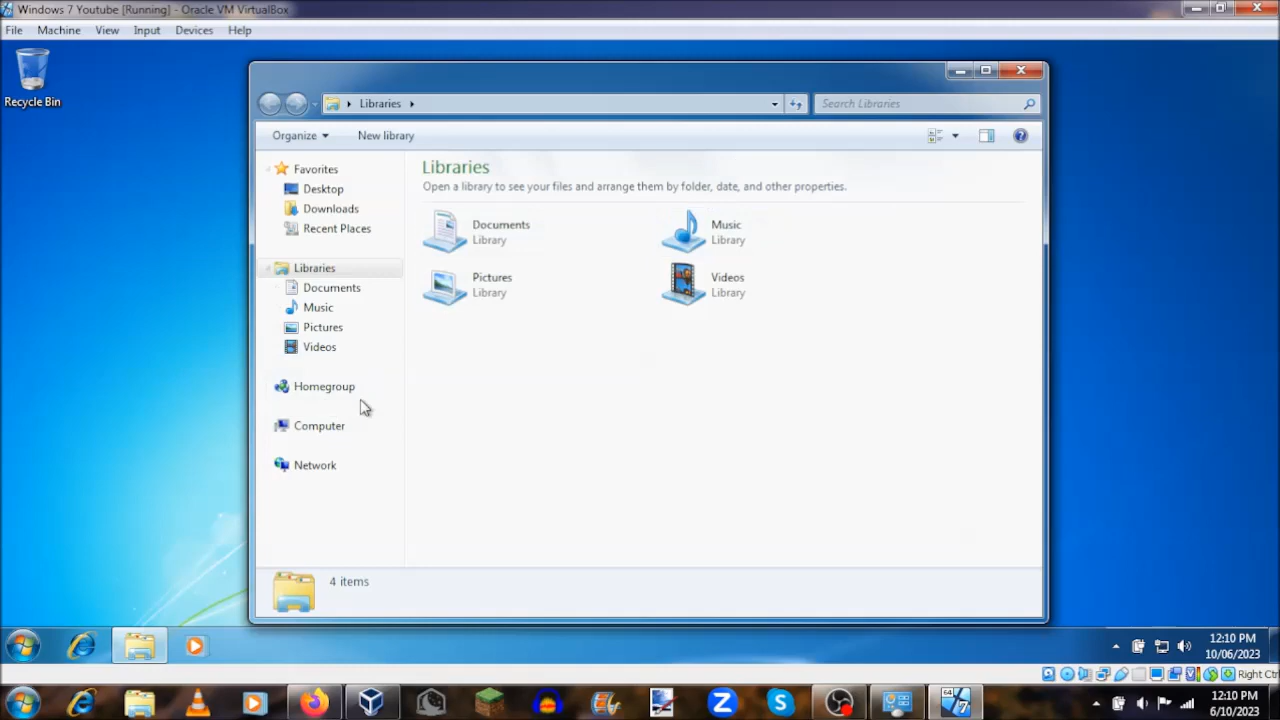 Windows 7 Youtube [Running] - Oracle VM VirtualBox
File Machine View Input Devices Help
Recycle Bin
Libraries
Search Libraries
Organize New library
Favorites
Desktop
Downloads
Recent Places
Libraries
Documents
Music
Pictures
Videos
Homegroup
Computer
Network
Libraries
Open a library to see your files and arrange them by folder, date, and other properties.
Documents
Library
Music
Library
Pictures
Library
Videos
Library
4 items
12:10 PM
10/06/2023
Right Ctrl
64
7
12:10 PM
6/10/2023